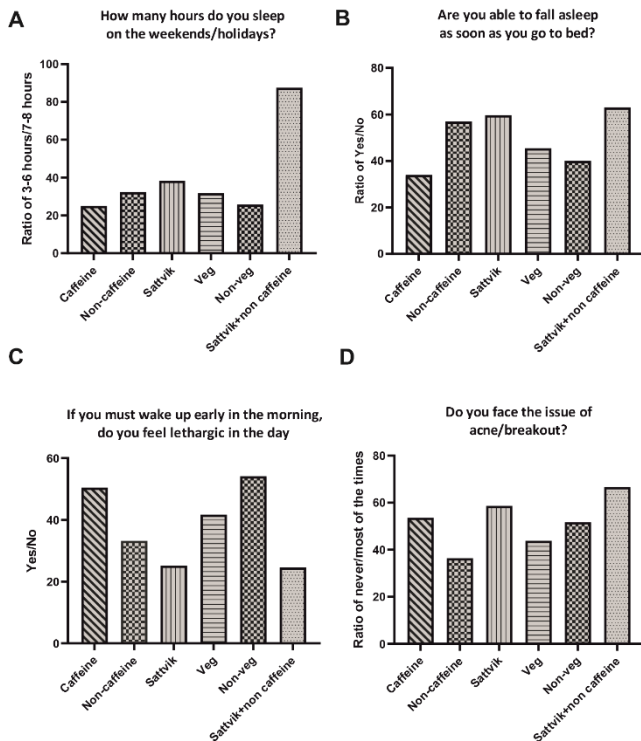 A
How many hours do you sleep
on the weekends/holidays?
Ratio of 3-6 hours/7-8 hours
100
80
60
40
20
0
Caffeine
Non-caffeine
Sattvik
Veg
Non-veg
Sattvik+non caffeine
B
Are you able to fall asleep
as soon as you go to bed?
Ratio of Yes/No
80
60
40
20
0
Caffeine
Non-caffeine
Sattvik
Veg
Non-veg
Sattvik+non caffeine
C
If you must wake up early in the morning,
do you feel lethargic in the day
Yes/No
60
40
20
0
Caffeine
Non-caffeine
Sattvik
Veg
Non-veg
Sattvik+non caffeine
D
Do you face the issue of
acne/breakout?
Ratio of never/most of the times
80
60
40
20
0
Caffeine
Non-caffeine
Sattvik
Veg
Non-veg
Sattvik+non caffeine